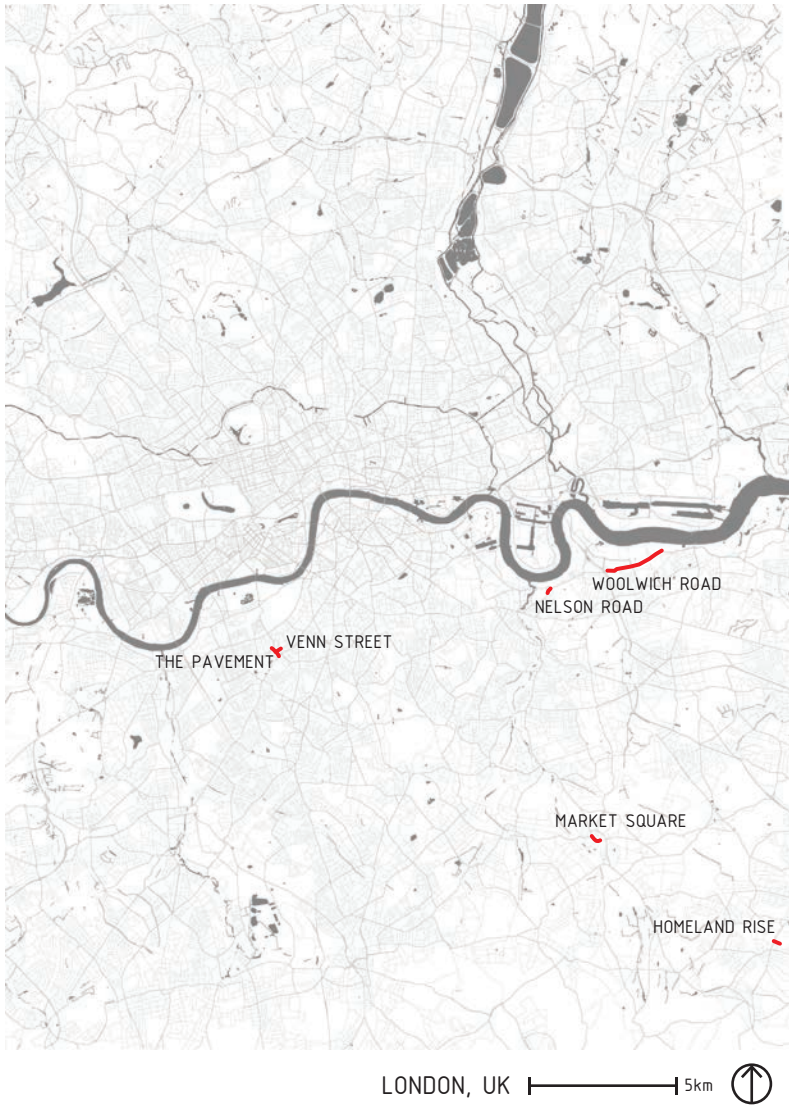 WOOLWICH ROAD
NELSON ROAD
VENN STREET
THE PAVEMENT
MARKET SQUARE
HOMELAND RISE
LONDON, UK 5km